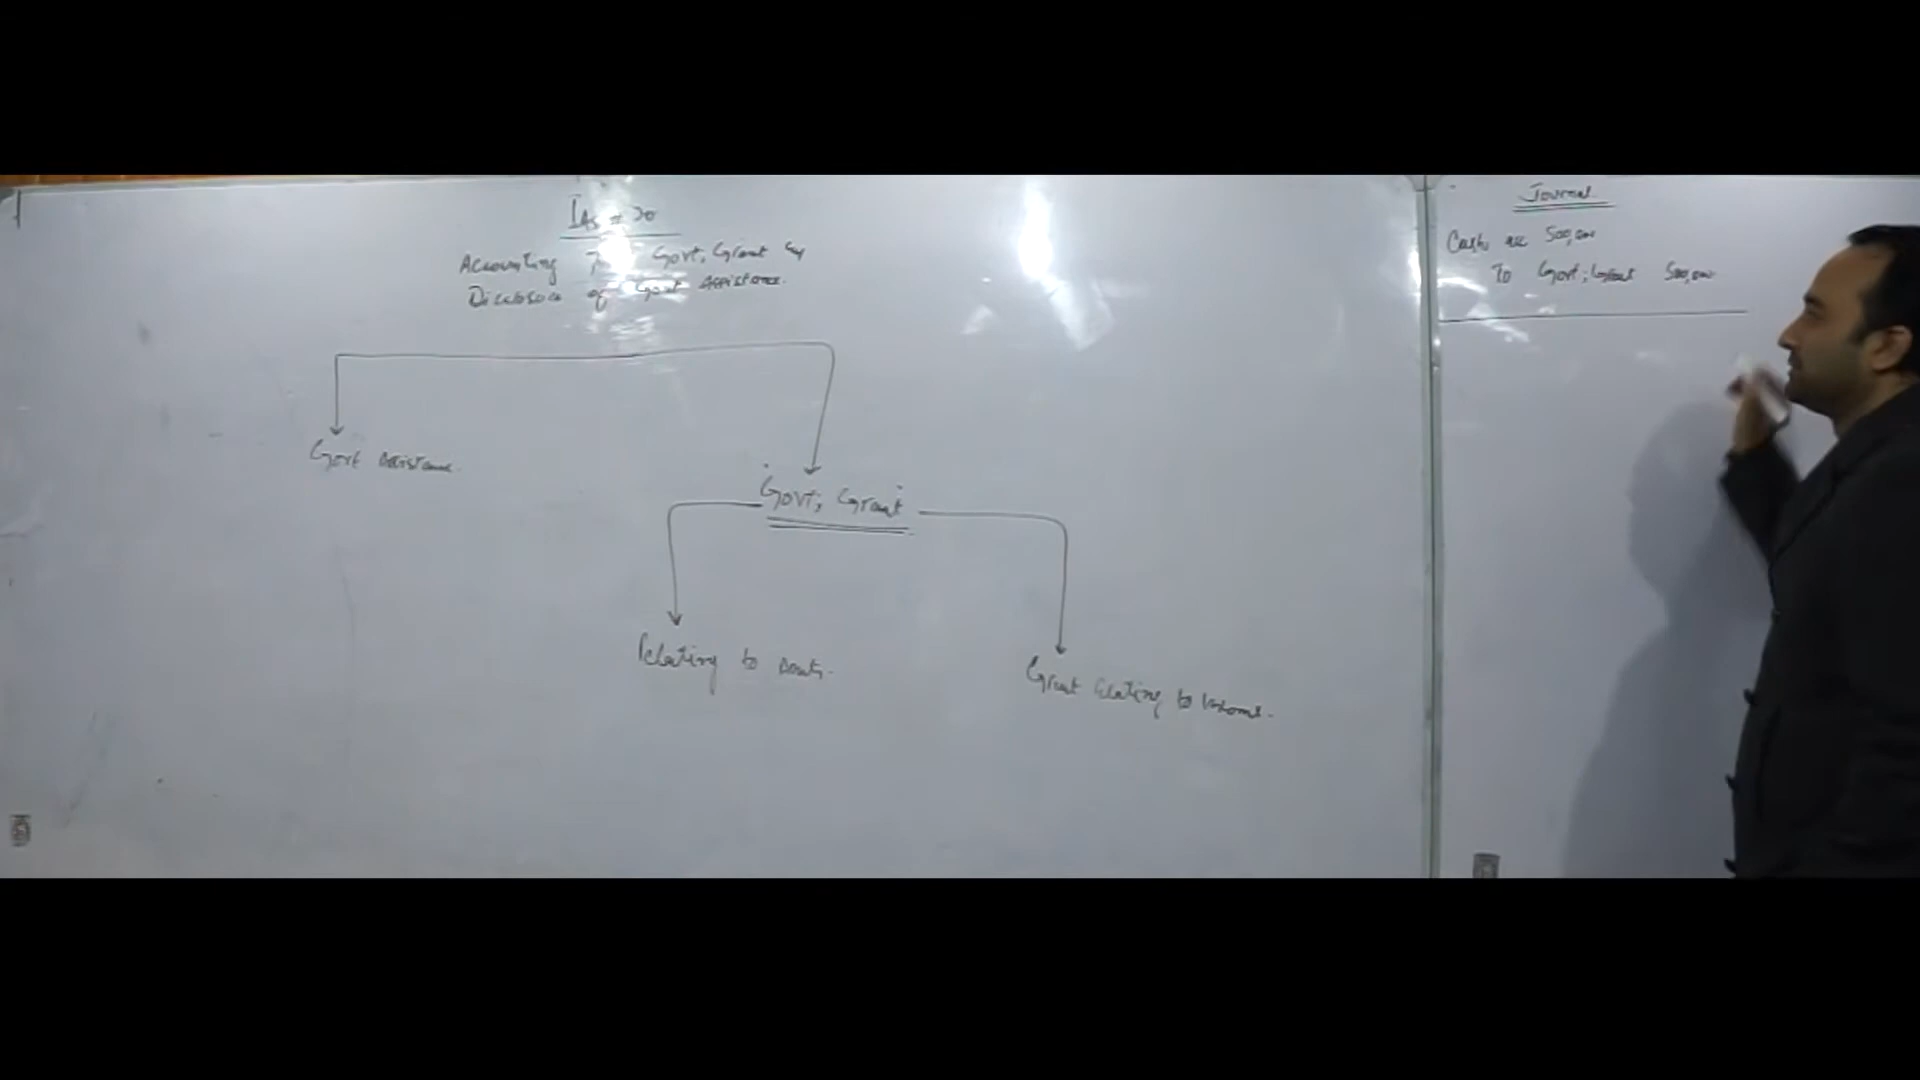 IAS # 20
Accounting for Govt; Grant &
Disclosure of Govt Assistance.
Govt Assistance.
Govt; Grant
Relating to Assets.
Grant relating to Income.
Journal
Cash a/c 500,000
To Govt; Grant 500,000